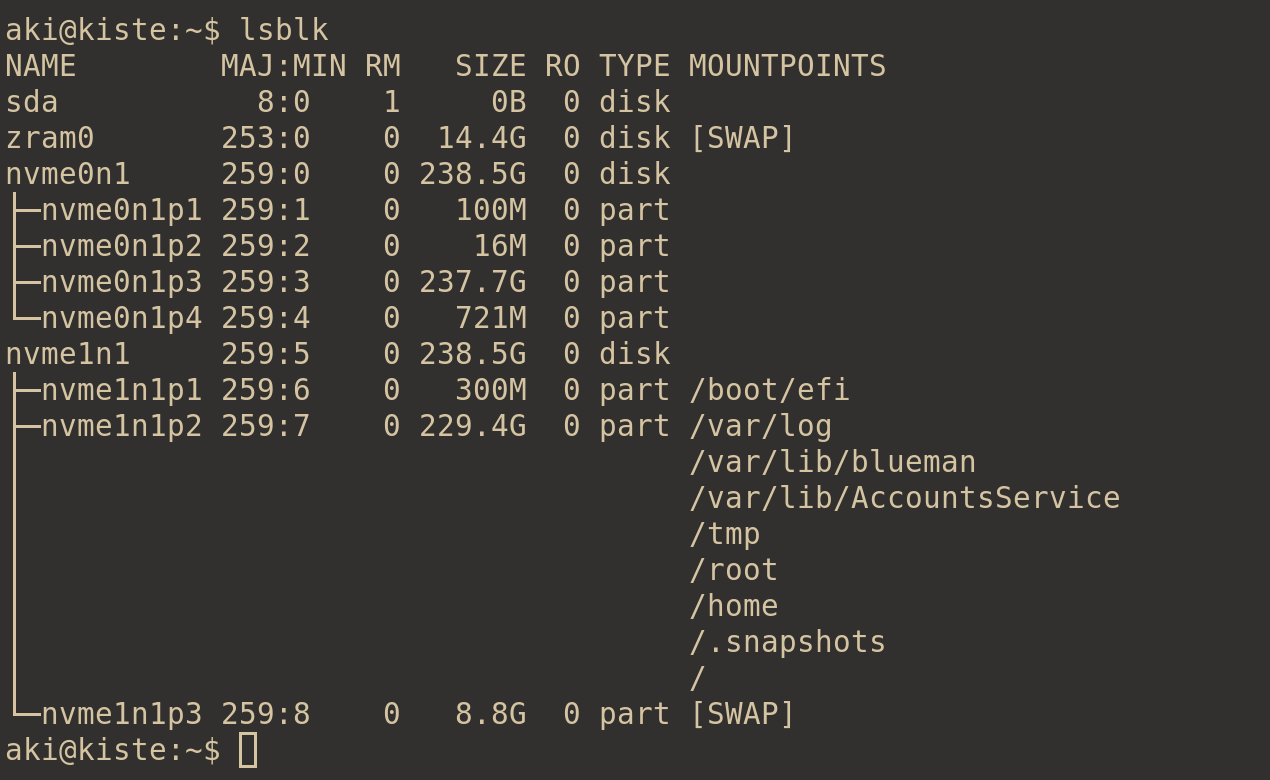 aki@kiste:~$ lsblk
NAME        MAJ:MIN RM   SIZE RO TYPE MOUNTPOINTS
sda           8:0    1     0B  0 disk
zram0       253:0    0  14.4G  0 disk [SWAP]
nvme0n1     259:0    0 238.5G  0 disk
├─nvme0n1p1 259:1    0   100M  0 part
├─nvme0n1p2 259:2    0    16M  0 part
├─nvme0n1p3 259:3    0 237.7G  0 part
└─nvme0n1p4 259:4    0   721M  0 part
nvme1n1     259:5    0 238.5G  0 disk
├─nvme1n1p1 259:6    0   300M  0 part /boot/efi
├─nvme1n1p2 259:7    0 229.4G  0 part /var/log
│                                     /var/lib/blueman
│                                     /var/lib/AccountsService
│                                     /tmp
│                                     /root
│                                     /home
│                                     /.snapshots
│                                     /
└─nvme1n1p3 259:8    0   8.8G  0 part [SWAP]
aki@kiste:~$